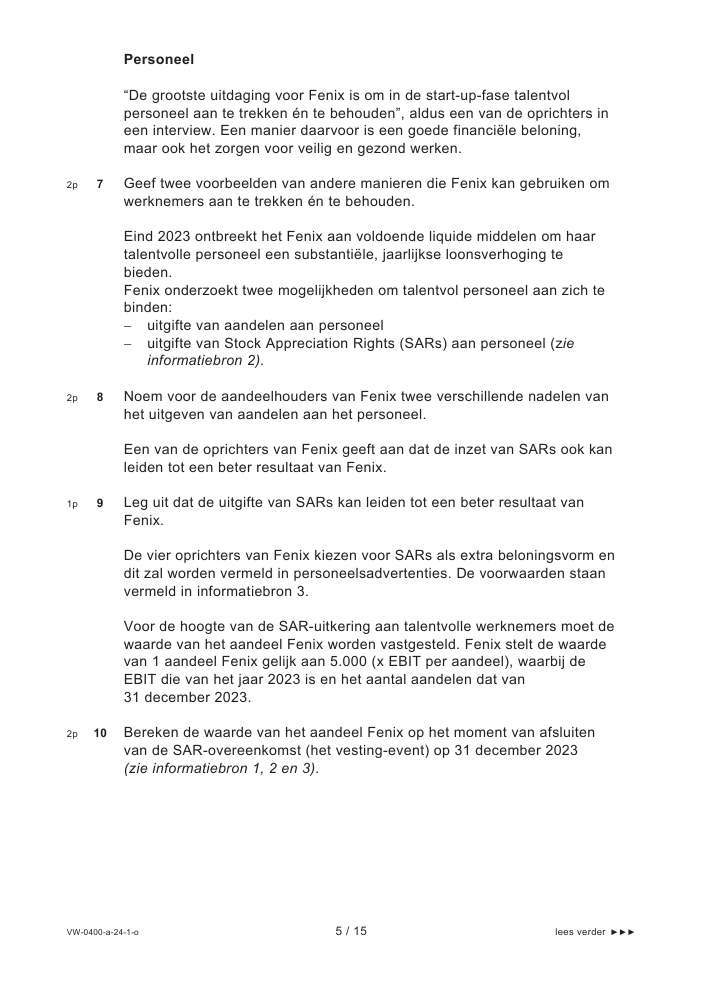 Personeel
“De grootste uitdaging voor Fenix is om in de start-up-fase talentvol
personeel aan te trekken én te behouden”, aldus een van de oprichters in
een interview. Een manier daarvoor is een goede financiële beloning,
maar ook het zorgen voor veilig en gezond werken.
2p 7 Geef twee voorbeelden van andere manieren die Fenix kan gebruiken om
werknemers aan te trekken én te behouden.
Eind 2023 ontbreekt het Fenix aan voldoende liquide middelen om haar
talentvolle personeel een substantiële, jaarlijkse loonsverhoging te
bieden.
Fenix onderzoekt twee mogelijkheden om talentvol personeel aan zich te
binden:
− uitgifte van aandelen aan personeel
− uitgifte van Stock Appreciation Rights (SARs) aan personeel (zie
informatiebron 2).
2p 8 Noem voor de aandeelhouders van Fenix twee verschillende nadelen van
het uitgeven van aandelen aan het personeel.
Een van de oprichters van Fenix geeft aan dat de inzet van SARs ook kan
leiden tot een beter resultaat van Fenix.
1p 9 Leg uit dat de uitgifte van SARs kan leiden tot een beter resultaat van
Fenix.
De vier oprichters van Fenix kiezen voor SARs als extra beloningsvorm en
dit zal worden vermeld in personeelsadvertenties. De voorwaarden staan
vermeld in informatiebron 3.
Voor de hoogte van de SAR-uitkering aan talentvolle werknemers moet de
waarde van het aandeel Fenix worden vastgesteld. Fenix stelt de waarde
van 1 aandeel Fenix gelijk aan 5.000 (x EBIT per aandeel), waarbij de
EBIT die van het jaar 2023 is en het aantal aandelen dat van
31 december 2023.
2p 10 Bereken de waarde van het aandeel Fenix op het moment van afsluiten
van de SAR-overeenkomst (het vesting-event) op 31 december 2023
(zie informatiebron 1, 2 en 3).
VW-0400-a-24-1-o 5 / 15 lees verder ►►►